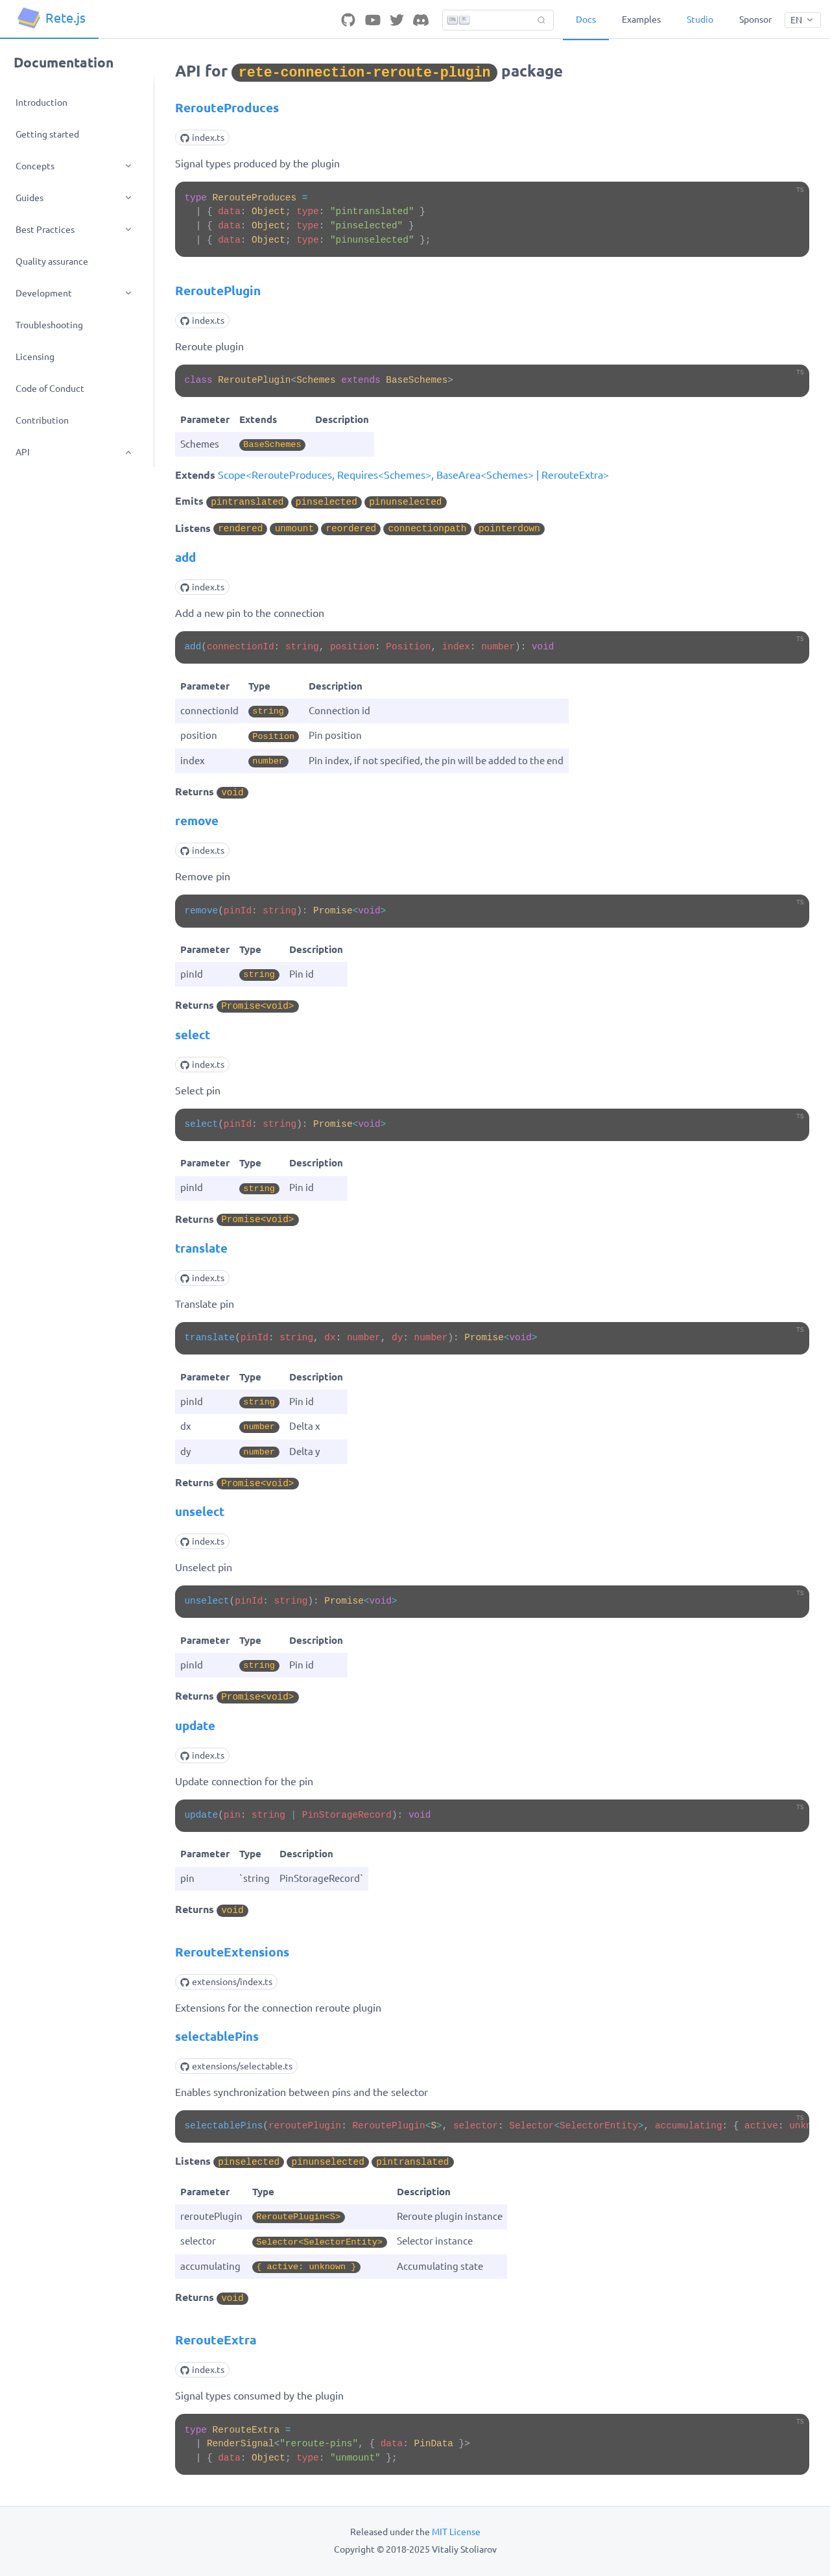 Rete.js
Docs
Examples
Studio
Sponsor
EN
Documentation
Introduction
Getting started
Concepts
Guides
Best Practices
Quality assurance
Development
Troubleshooting
Licensing
Code of Conduct
Contribution
API
API for rete-connection-reroute-plugin package
RerouteProduces
index.ts
Signal types produced by the plugin
TS
type RerouteProduces =
| { data: Object; type: "pintranslated" }
| { data: Object; type: "pinselected" }
| { data: Object; type: "pinunselected" };
ReroutePlugin
index.ts
Reroute plugin
TS
class ReroutePlugin<Schemes extends BaseSchemes>
Parameter Extends Description
Schemes BaseSchemes
Extends Scope<RerouteProduces, Requires<Schemes>, BaseArea<Schemes> | RerouteExtra>
Emits pintranslated pinselected pinunselected
Listens rendered unmount reordered connectionpath pointerdown
add
index.ts
Add a new pin to the connection
TS
add(connectionId: string, position: Position, index: number): void
Parameter Type Description
connectionId string Connection id
position Position Pin position
index number Pin index, if not specified, the pin will be added to the end
Returns void
remove
index.ts
Remove pin
TS
remove(pinId: string): Promise<void>
Parameter Type Description
pinId string Pin id
Returns Promise<void>
select
index.ts
Select pin
TS
select(pinId: string): Promise<void>
Parameter Type Description
pinId string Pin id
Returns Promise<void>
translate
index.ts
Translate pin
TS
translate(pinId: string, dx: number, dy: number): Promise<void>
Parameter Type Description
pinId string Pin id
dx number Delta x
dy number Delta y
Returns Promise<void>
unselect
index.ts
Unselect pin
TS
unselect(pinId: string): Promise<void>
Parameter Type Description
pinId string Pin id
Returns Promise<void>
update
index.ts
Update connection for the pin
TS
update(pin: string | PinStorageRecord): void
Parameter Type Description
pin `string PinStorageRecord`
Returns void
RerouteExtensions
extensions/index.ts
Extensions for the connection reroute plugin
selectablePins
extensions/selectable.ts
Enables synchronization between pins and the selector
TS
selectablePins(reroutePlugin: ReroutePlugin<S>, selector: Selector<SelectorEntity>, accumulating: { active: unkn
Listens pinselected pinunselected pintranslated
Parameter Type Description
reroutePlugin ReroutePlugin<S> Reroute plugin instance
selector Selector<SelectorEntity> Selector instance
accumulating { active: unknown } Accumulating state
Returns void
RerouteExtra
index.ts
Signal types consumed by the plugin
TS
type RerouteExtra =
| RenderSignal<"reroute-pins", { data: PinData }>
| { data: Object; type: "unmount" };
Released under the MIT License
Copyright © 2018-2025 Vitaliy Stoliarov